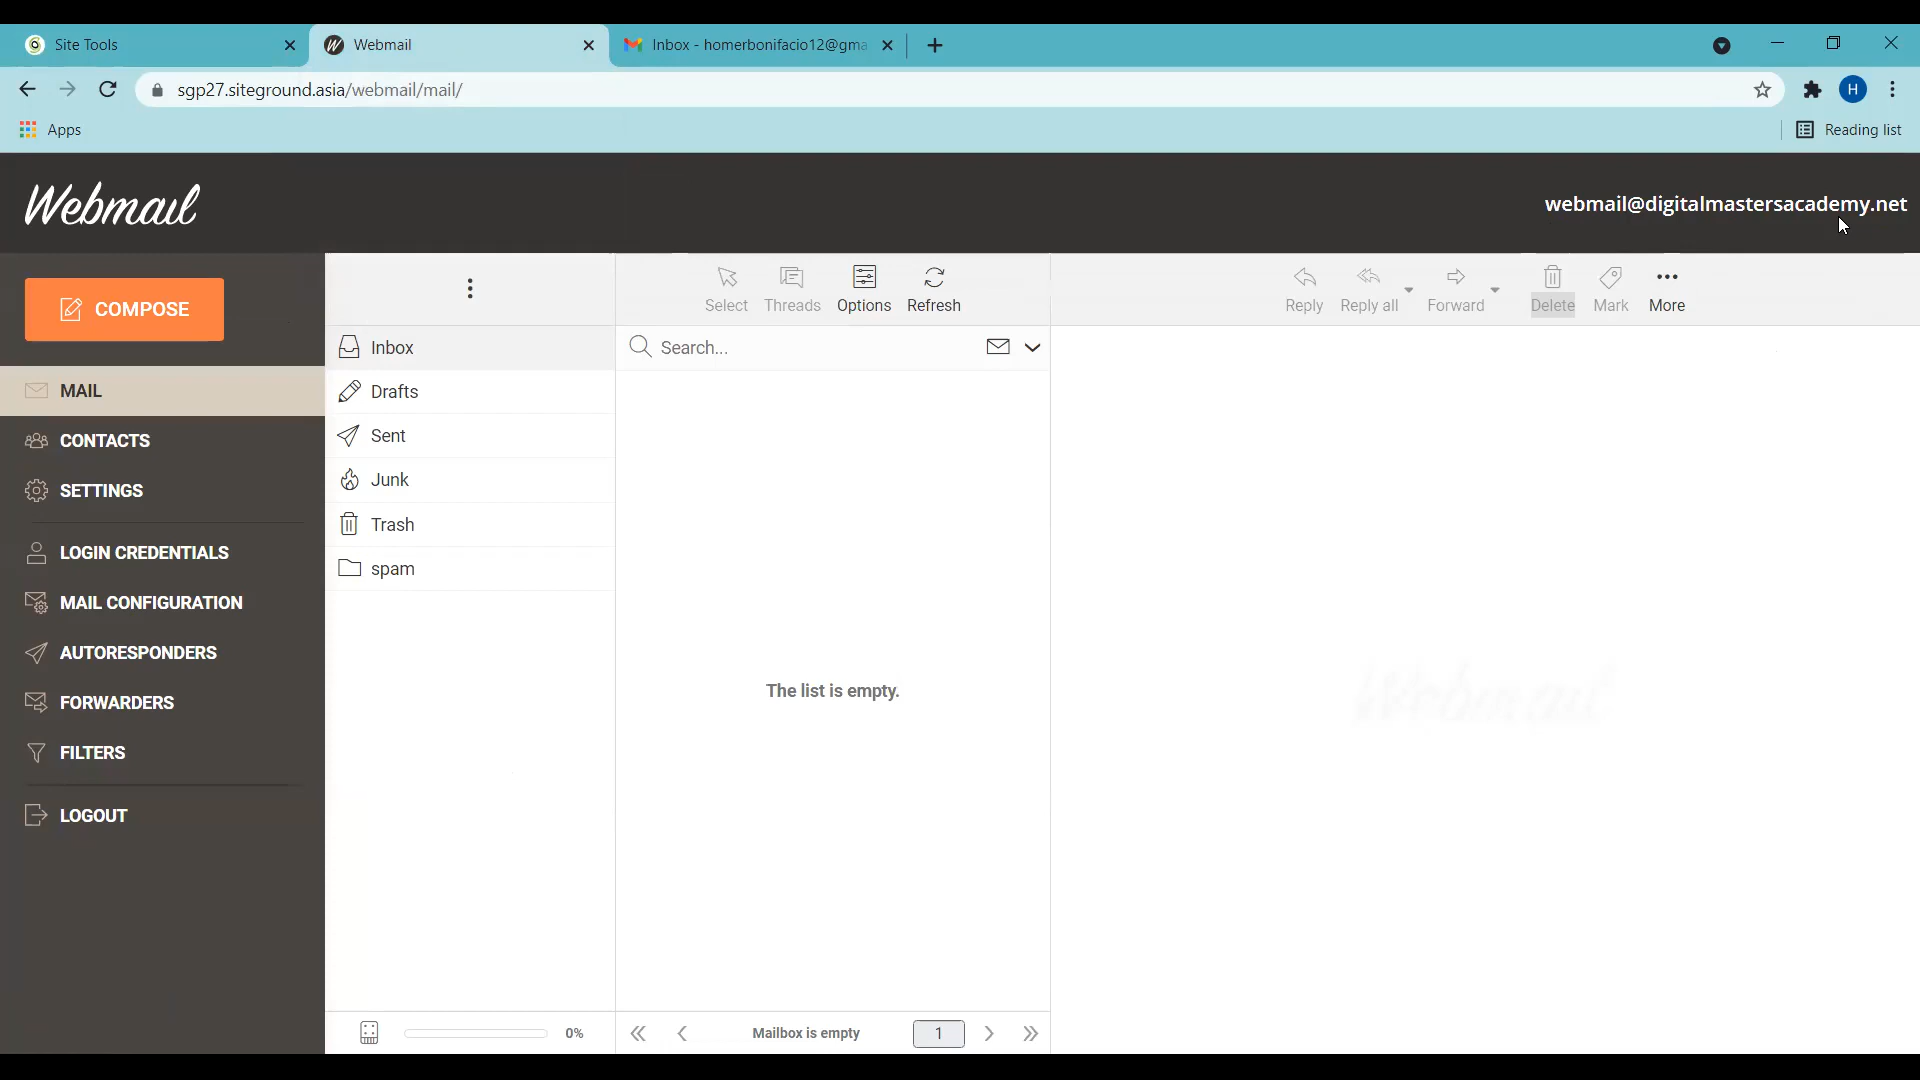 Site Tools
Webmail
Inbox - homerbonifacio12@gma
sgp27.siteground.asia/webmail/mail/
H
Apps
Reading list
Webmail
webmail@digitalmastersacademy.net
COMPOSE
MAIL
CONTACTS
SETTINGS
LOGIN CREDENTIALS
MAIL CONFIGURATION
AUTORESPONDERS
FORWARDERS
FILTERS
LOGOUT
Inbox
Drafts
Sent
Junk
Trash
spam
0%
Select Threads Options Refresh
Search...
The list is empty.
Mailbox is empty
1
Reply Reply all Forward Delete Mark More
Webmail